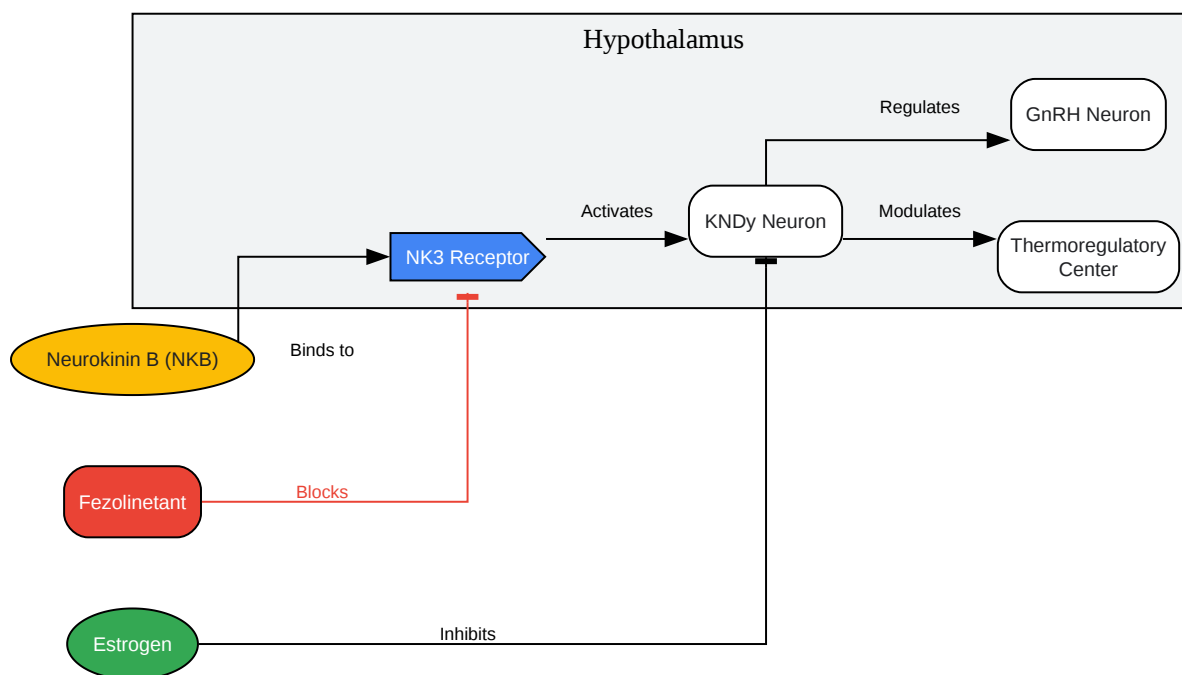 Hypothalamus
Regulates
GnRH Neuron
Activates
KNDy Neuron
Modulates
Thermoregulatory
Center
NK3 Receptor
Neurokinin B (NKB)
Binds to
Fezolinetant
Blocks
Estrogen
Inhibits